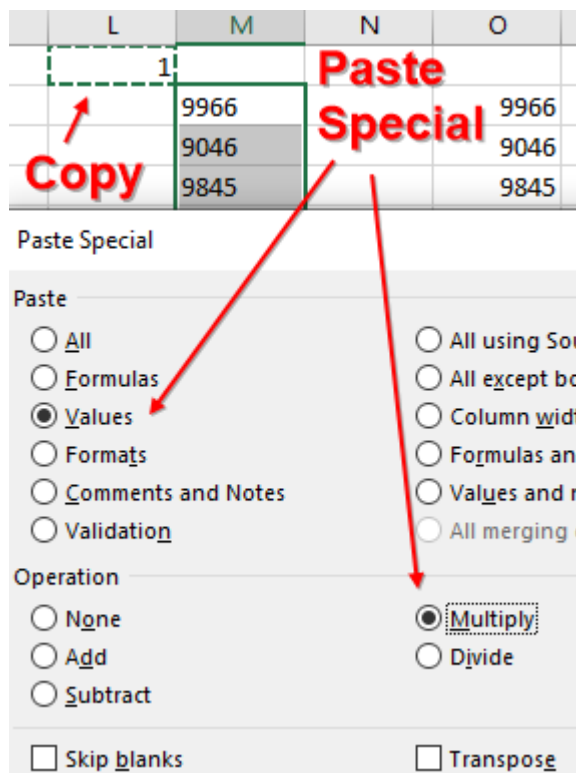 L M N O
1 Paste
9966 Special 9966
9046 9046
Copy 9845 9845
Paste Special
Paste
All All using Sou
Formulas All except bo
Values Column widt
Formats Formulas an
Comments and Notes Values and n
Validation All merging
Operation
None Multiply
Add Divide
Subtract
Skip blanks Transpose